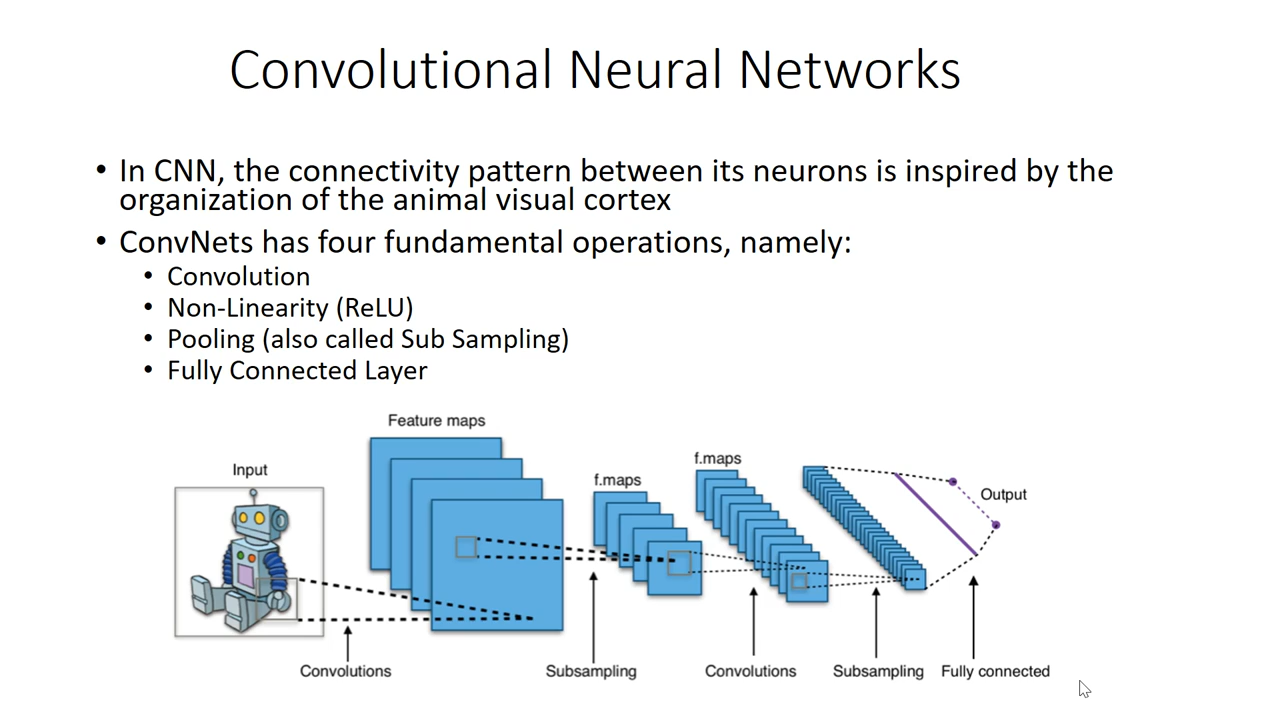 Convolutional Neural Networks
• In CNN, the connectivity pattern between its neurons is inspired by the
organization of the animal visual cortex
• ConvNets has four fundamental operations, namely:
• Convolution
• Non-Linearity (ReLU)
• Pooling (also called Sub Sampling)
• Fully Connected Layer
Feature maps
Input
f.maps
f.maps
Output
Convolutions
Subsampling
Convolutions
Subsampling
Fully connected